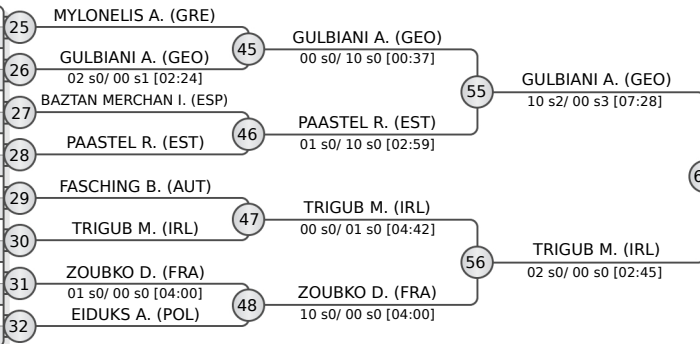 25
MYLONELIS A. (GRE)
26
GULBIANI A. (GEO)
02 s0/ 00 s1 [02:24]
45
GULBIANI A. (GEO)
00 s0/ 10 s0 [00:37]
27
BAZTAN MERCHAN I. (ESP)
28
PAASTEL R. (EST)
46
PAASTEL R. (EST)
01 s0/ 10 s0 [02:59]
55
GULBIANI A. (GEO)
10 s2/ 00 s3 [07:28]
29
FASCHING B. (AUT)
30
TRIGUB M. (IRL)
47
TRIGUB M. (IRL)
00 s0/ 01 s0 [04:42]
31
ZOUBKO D. (FRA)
01 s0/ 00 s0 [04:00]
32
EIDUKS A. (POL)
48
ZOUBKO D. (FRA)
10 s0/ 00 s0 [04:00]
56
TRIGUB M. (IRL)
02 s0/ 00 s0 [02:45]